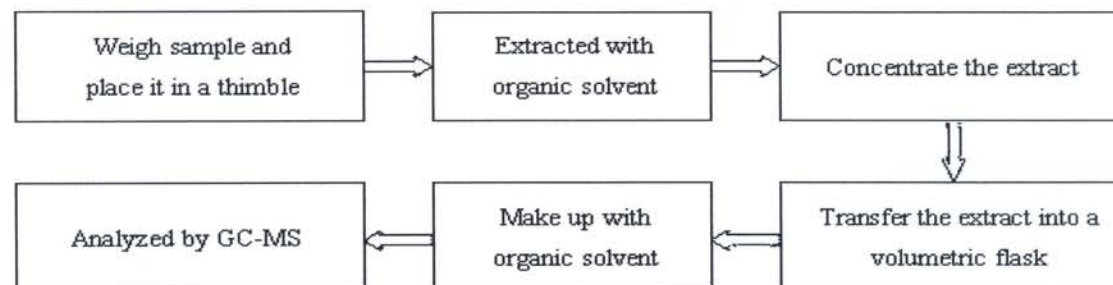 Weigh sample and
place it in a thimble
Extracted with
organic solvent
Concentrate the extract
Transfer the extract into a
volumetric flask
Make up with
organic solvent
Analyzed by GC-MS